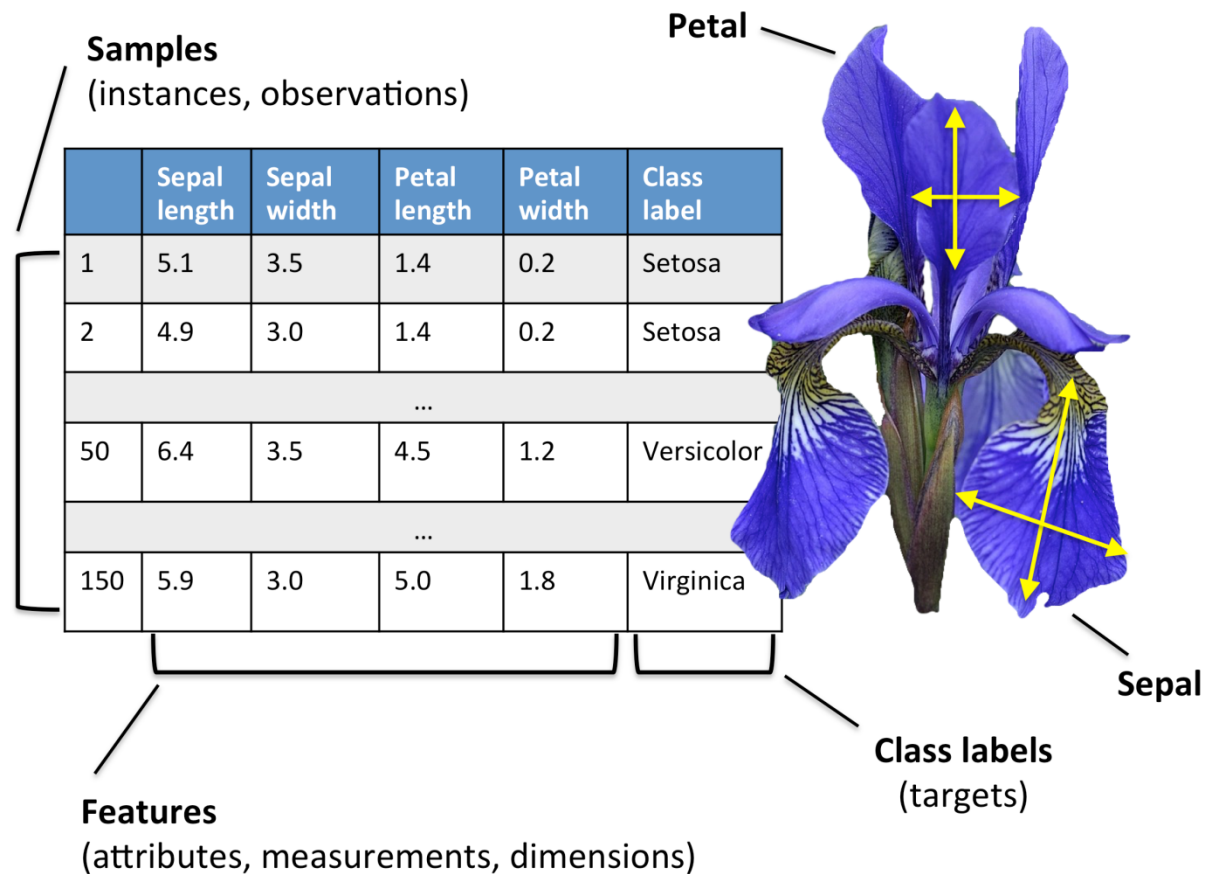 Samples
(instances, observations)
Petal
Sepal length Sepal width Petal length Petal width Class label
1 5.1 3.5 1.4 0.2 Setosa
2 4.9 3.0 1.4 0.2 Setosa
...
50 6.4 3.5 4.5 1.2 Versicolor
...
150 5.9 3.0 5.0 1.8 Virginica
Sepal
Class labels
(targets)
Features
(attributes, measurements, dimensions)